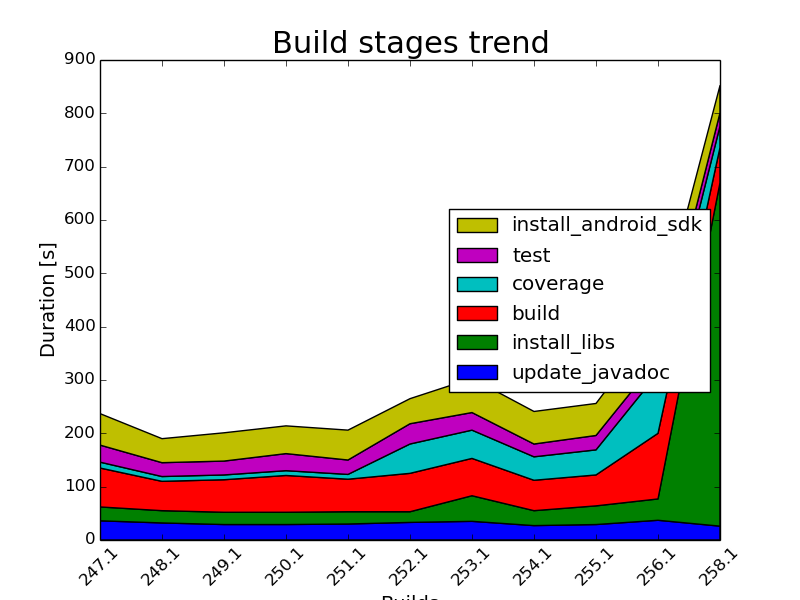 Build stages trend
900
800
700
600
500
400
300
200
100
0
Duration [s]
install_android_sdk
test
coverage
build
install_libs
update_javadoc
247.1 248.1 249.1 250.1 251.1 252.1 253.1 254.1 255.1 256.1 258.1
Builds